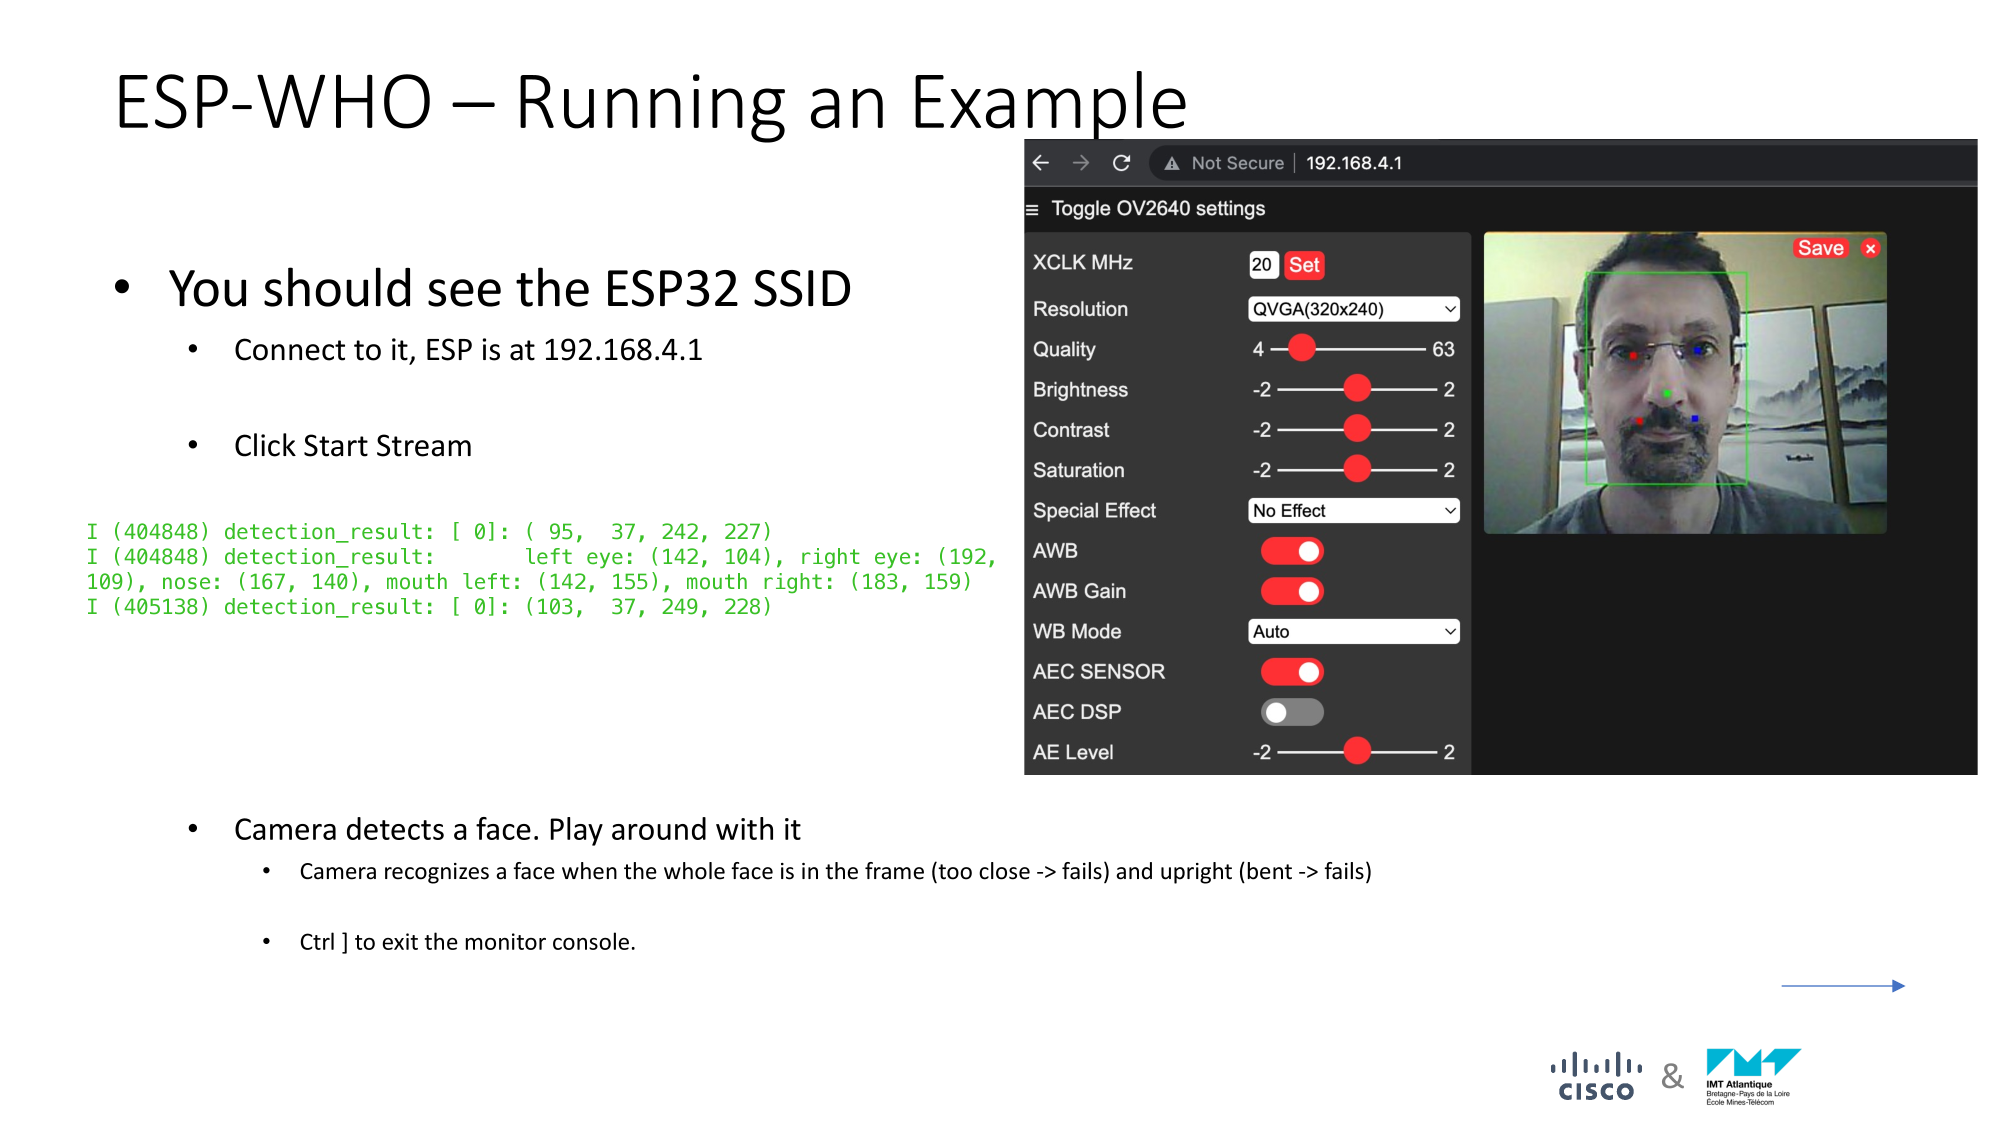 ESP-WHO – Running an Example
• You should see the ESP32 SSID
• Connect to it, ESP is at 192.168.4.1
• Click Start Stream
I (404848) detection_result: [ 0]: ( 95,  37, 242, 227)
I (404848) detection_result:       left eye: (142, 104), right eye: (192,
109), nose: (167, 140), mouth left: (142, 155), mouth right: (183, 159)
I (405138) detection_result: [ 0]: (103,  37, 249, 228)
Not Secure | 192.168.4.1
≡ Toggle OV2640 settings
XCLK MHz 20 Set
Resolution QVGA(320x240)
Quality 4 63
Brightness -2 2
Contrast -2 2
Saturation -2 2
Special Effect No Effect
AWB
AWB Gain
WB Mode Auto
AEC SENSOR
AEC DSP
AE Level -2 2
Save ×
• Camera detects a face. Play around with it
• Camera recognizes a face when the whole face is in the frame (too close -> fails) and upright (bent -> fails)
• Ctrl ] to exit the monitor console.
CISCO & IMT Atlantique
Bretagne-Pays de la Loire
École Mines-Télécom